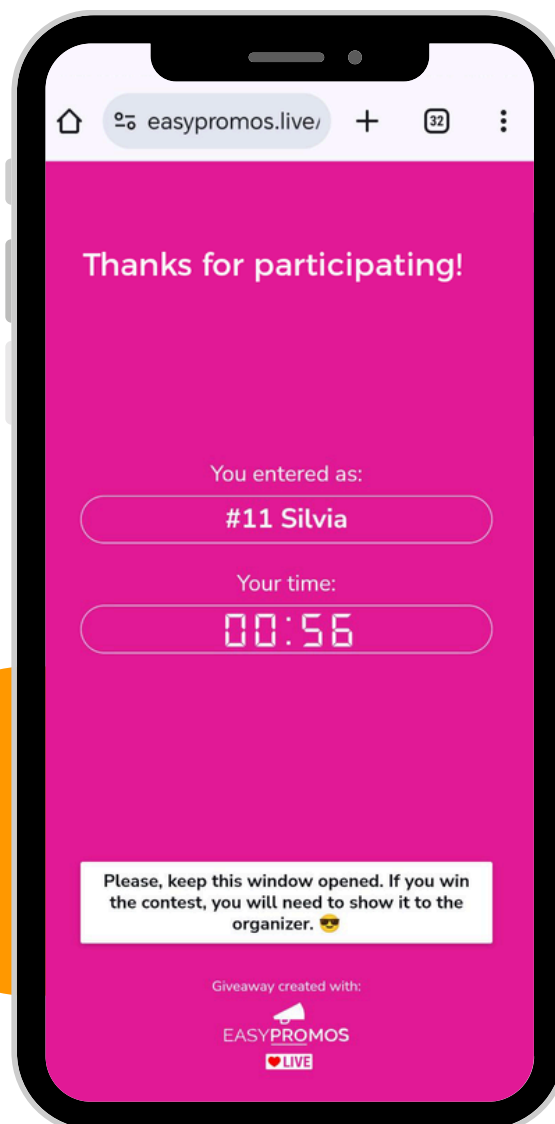 easypromos.live/
32
Thanks for participating!
You entered as:
#11 Silvia
Your time:
00:56
Please, keep this window opened. If you win
the contest, you will need to show it to the
organizer. 😎
Giveaway created with:
EASYPROMOS
LIVE